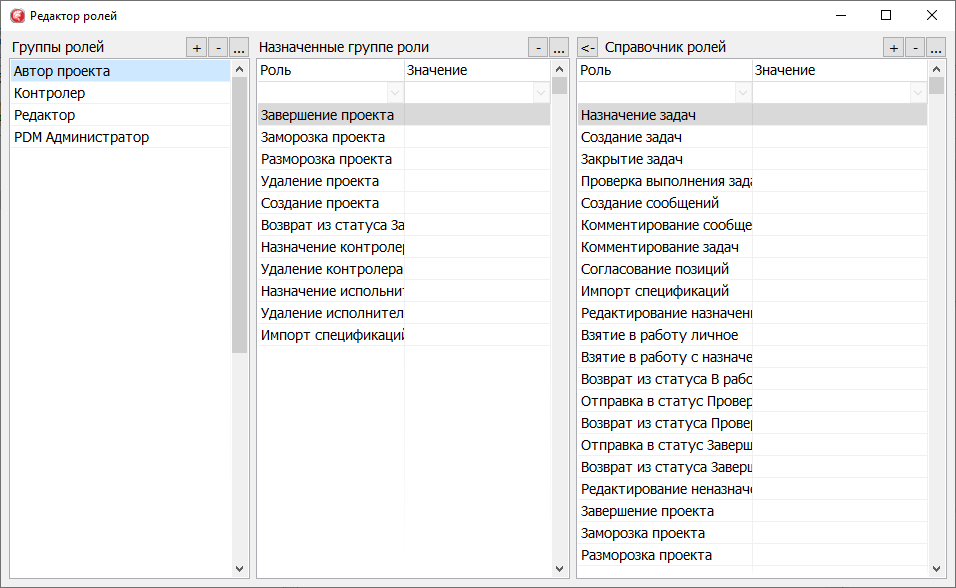 Редактор ролей
Группы ролей + - ...
Автор проекта
Контролер
Редактор
PDM Администратор
Назначенные группе роли - ...
Роль Значение
Завершение проекта
Заморозка проекта
Разморозка проекта
Удаление проекта
Создание проекта
Возврат из статуса За
Назначение контролер
Удаление контролера
Назначение испольнит
Удаление исполнител
Импорт спецификаций
<- Справочник ролей + - ...
Роль Значение
Назначение задач
Создание задач
Закрытие задач
Проверка выполнения зада
Создание сообщений
Комментирование сообще
Комментирование задач
Согласование позиций
Импорт спецификаций
Редактирование назначен
Взятие в работу личное
Взятие в работу с назначе
Возврат из статуса В рабо
Отправка в статус Провер
Возврат из статуса Провер
Отправка в статус Заверш
Возврат из статуса Заверш
Редактирование неназнач
Завершение проекта
Заморозка проекта
Разморозка проекта